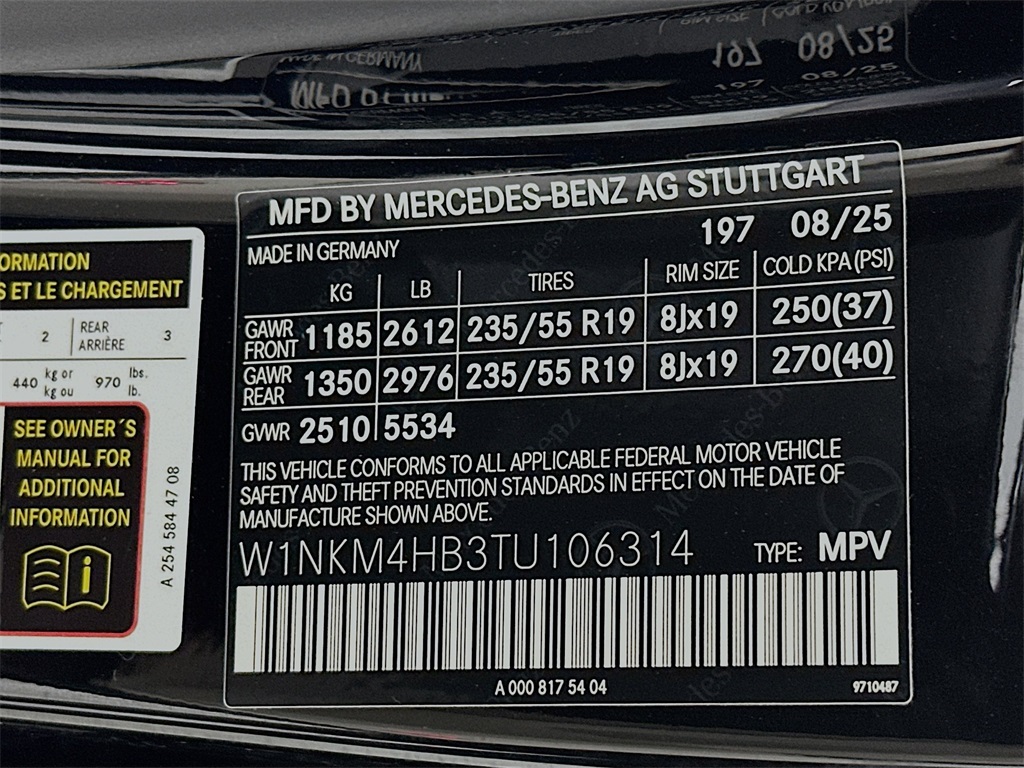 197 08/25
MFD BY MERCEDES-BENZ AG STUTTGART
MADE IN GERMANY 197 08/25
KG LB TIRES RIM SIZE COLD KPA(PSI)
GAWR FRONT 1185 2612 235/55 R19 8Jx19 250(37)
GAWR REAR 1350 2976 235/55 R19 8Jx19 270(40)
GVWR 2510 5534
THIS VEHICLE CONFORMS TO ALL APPLICABLE FEDERAL MOTOR VEHICLE
SAFETY AND THEFT PREVENTION STANDARDS IN EFFECT ON THE DATE OF
MANUFACTURE SHOWN ABOVE.
W1NKM4HB3TU106314 TYPE: MPV
A 000 817 54 04 9710487
ET LE CHARGEMENT
2 REAR 3
ARRIÈRE
440 kg or 970 lbs.
kg ou lb.
SEE OWNER´S
MANUAL FOR
ADDITIONAL
INFORMATION
i
A 254 584 47 08